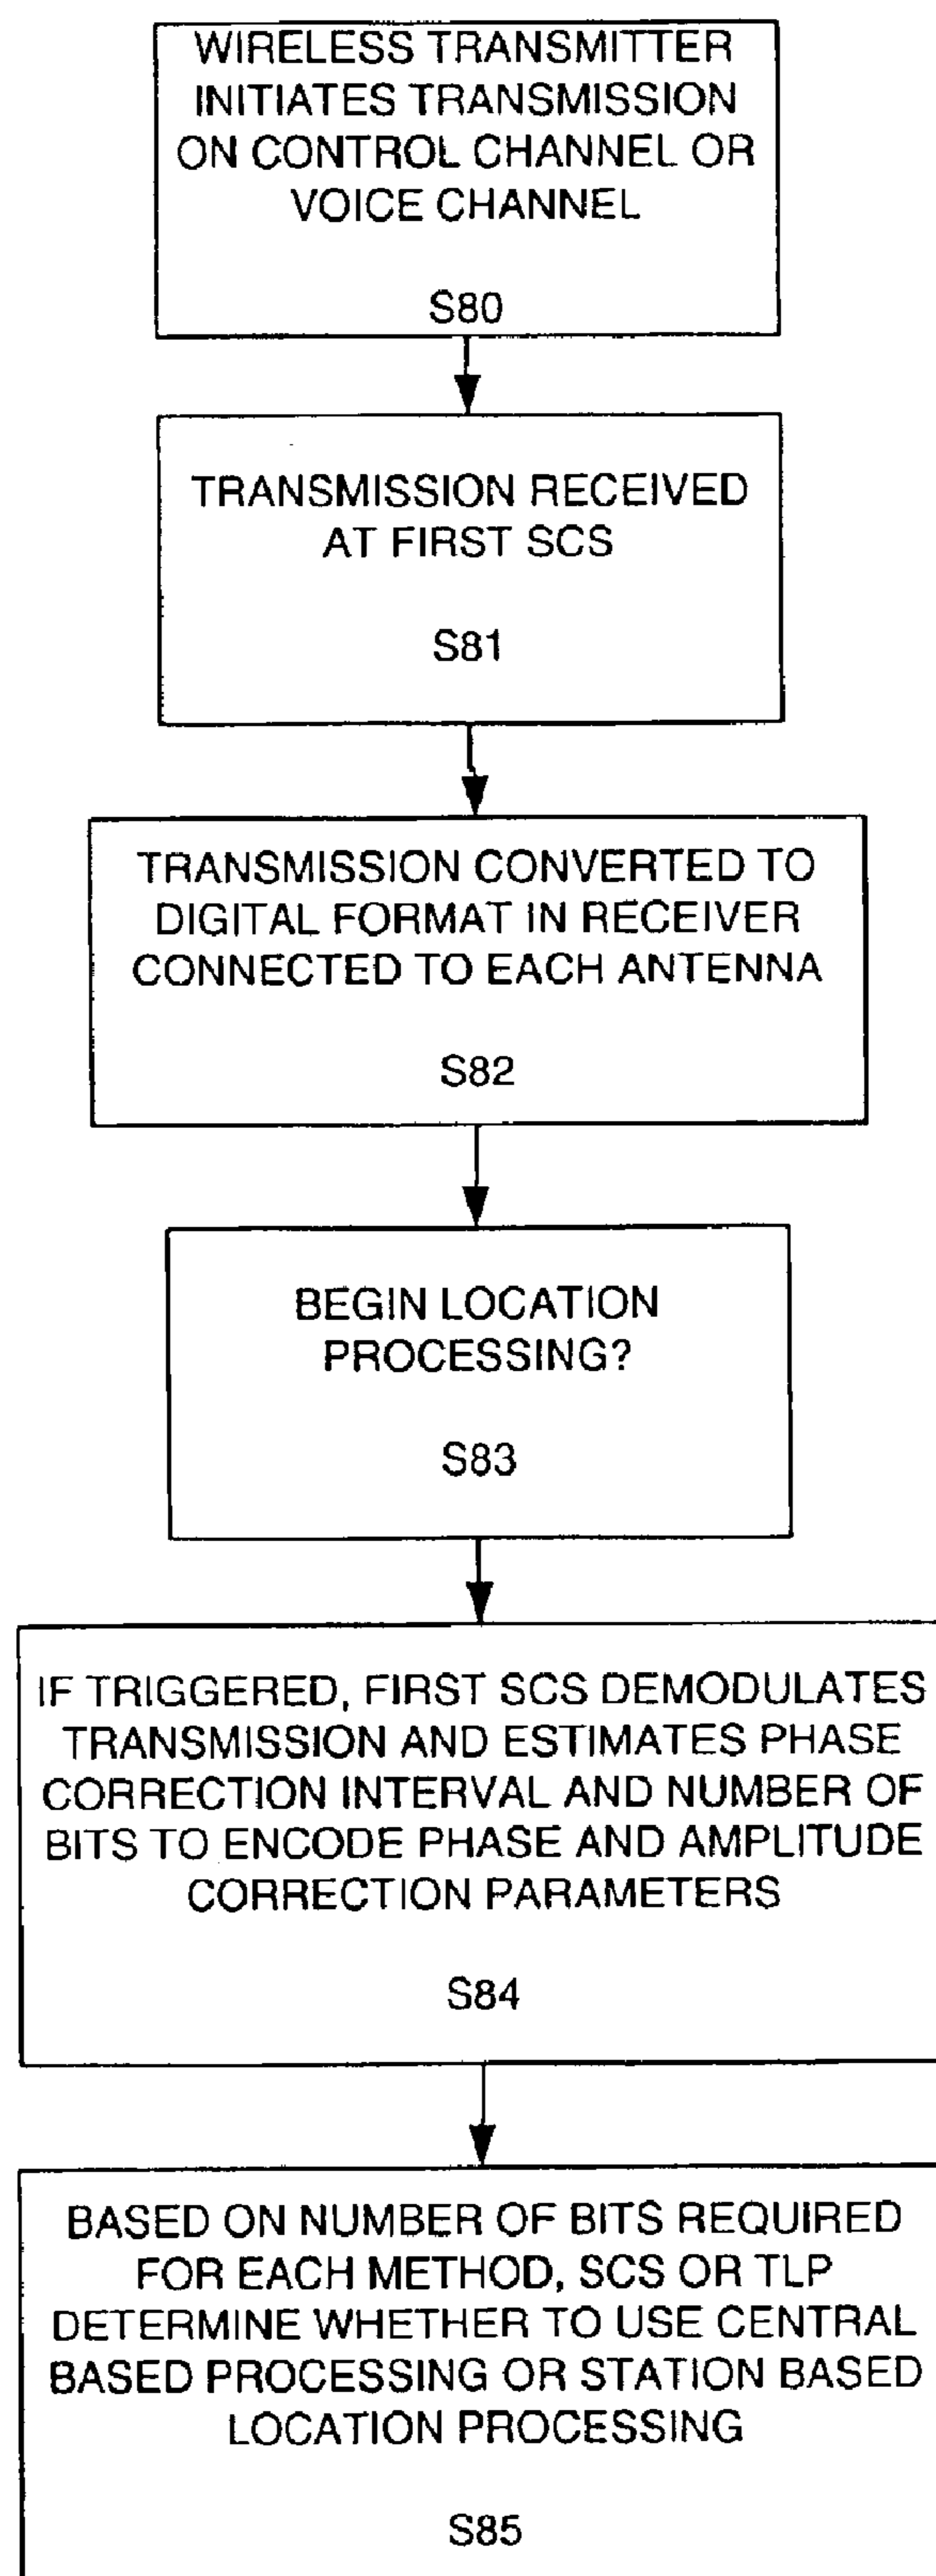 WIRELESS TRANSMITTER
INITIATES TRANSMISSION
ON CONTROL CHANNEL OR
VOICE CHANNEL
S80
TRANSMISSION RECEIVED
AT FIRST SCS
S81
TRANSMISSION CONVERTED TO
DIGITAL FORMAT IN RECEIVER
CONNECTED TO EACH ANTENNA
S82
BEGIN LOCATION
PROCESSING?
S83
IF TRIGGERED, FIRST SCS DEMODULATES
TRANSMISSION AND ESTIMATES PHASE
CORRECTION INTERVAL AND NUMBER OF
BITS TO ENCODE PHASE AND AMPLITUDE
CORRECTION PARAMETERS
S84
BASED ON NUMBER OF BITS REQUIRED
FOR EACH METHOD, SCS OR TLP
DETERMINE WHETHER TO USE CENTRAL
BASED PROCESSING OR STATION BASED
LOCATION PROCESSING
S85